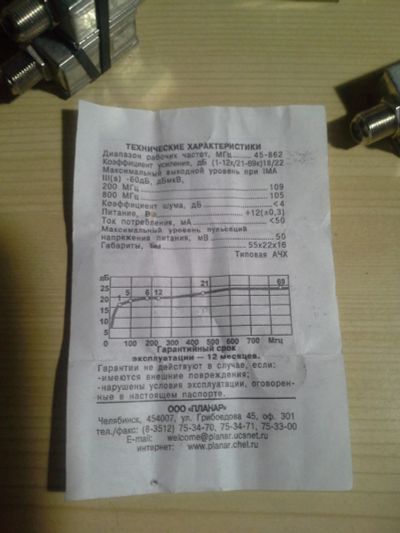 ТЕХНИЧЕСКИЕ ХАРАКТЕРИСТИКИ
Диапазон рабочих частот, МГц 45-862
Коэффициент усиления, дБ (1-12к/21-69к)18/22
Максимальный выходной уровень при IMA
III(s) -60дБ, дБмкВ,
200 МГц 109
800 МГц 105
Коэффициент шума, дБ <4
Питание, В +12(±0,3)
Ток потребления, мА <50
Максимальный уровень пульсаций
напряжения питания, мВ 50
Габариты, мм 55х22х16
Типовая АЧХ
дБ
25
20
15
10
5
1 5 6 12 21 69
0 100 200 300 400 500 600 700 Мгц
Гарантийный срок
эксплуатации — 12 месяцев.
Гарантии не действуют в случае, если:
-имеются внешние повреждения;
-нарушены условия эксплуатации, оговорен-
ные в настоящем паспорте.
ООО «ПЛАНАР»
Челябинск, 454007, ул. Грибоедова 45, оф. 301
тел./факс: (8-3512) 75-34-70, 75-34-71, 75-33-00
E-mail: welcome@planar.ucsnet.ru
интернет: www.planar.chel.ru